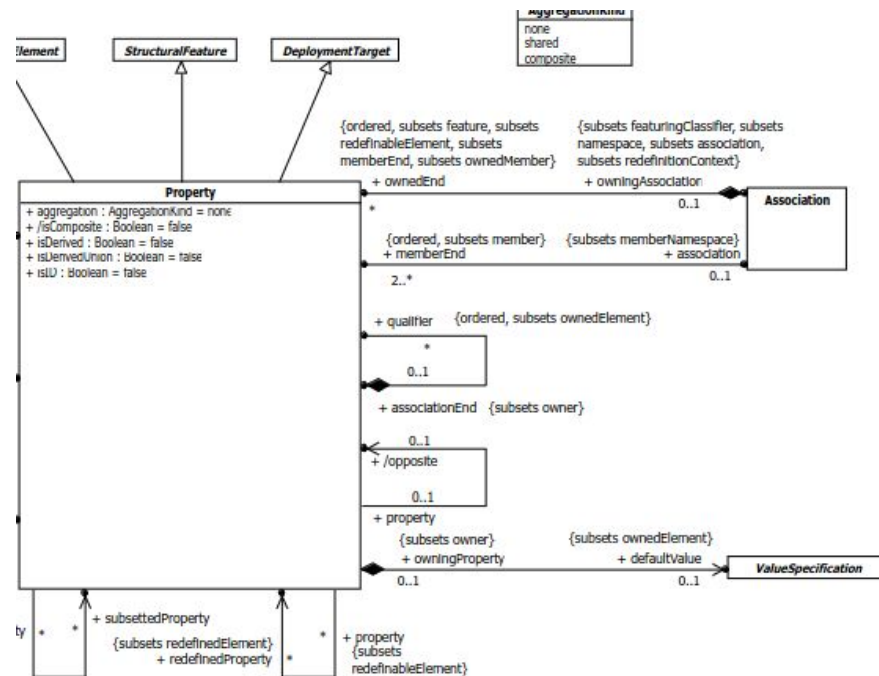 AggregationKind
none
shared
composite
Element
StructuralFeature
DeploymentTarget
{ordered, subsets feature, subsets
redefinableElement, subsets
memberEnd, subsets ownedMember}
+ ownedEnd
*
{subsets featuringClassifier, subsets
namespace, subsets association,
subsets redefinitionContext}
+ owningAssociation
0..1
Association
Property
+ aggregation : AggregationKind = none
+ /isComposite : Boolean = false
+ isDerived : Boolean = false
+ isDerivedUnion : Boolean = false
+ isID : Boolean = false
{ordered, subsets member}
+ memberEnd
2..*
{subsets memberNamespace}
+ association
0..1
+ qualifier
{ordered, subsets ownedElement}
*
0..1
+ associationEnd
{subsets owner}
0..1
+ /opposite
0..1
+ property
{subsets owner}
+ owningProperty
0..1
{subsets ownedElement}
+ defaultValue
0..1
ValueSpecification
ty
*
*
+ subsettedProperty
{subsets redefinedElement}
+ redefinedProperty
*
*
+ property
{subsets
redefinableElement}